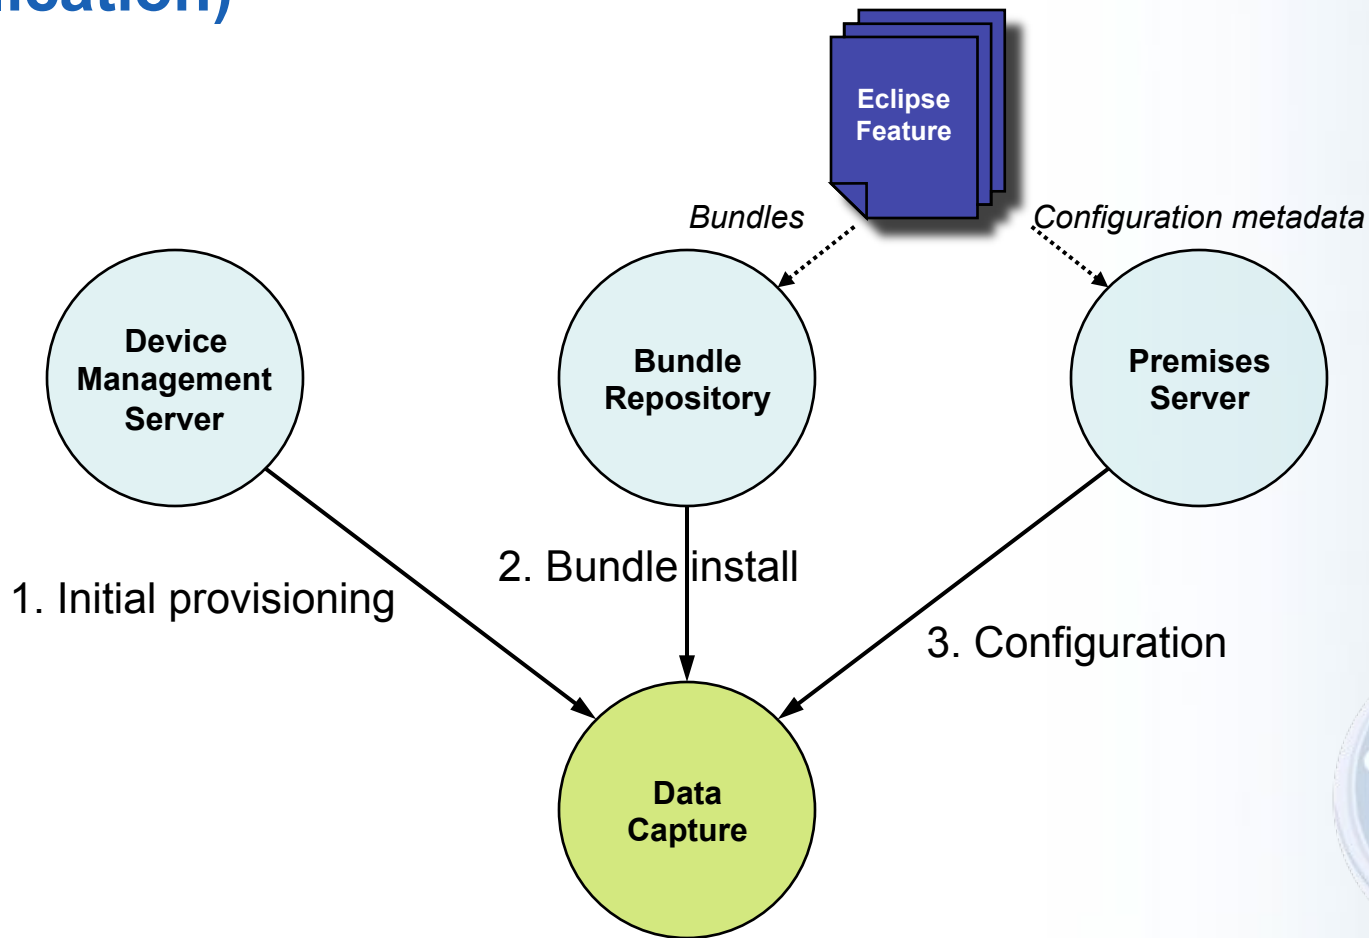 Eclipse
Feature
Bundles
Configuration metadata
Device
Management
Server
Bundle
Repository
Premises
Server
1. Initial provisioning
2. Bundle install
3. Configuration
Data
Capture